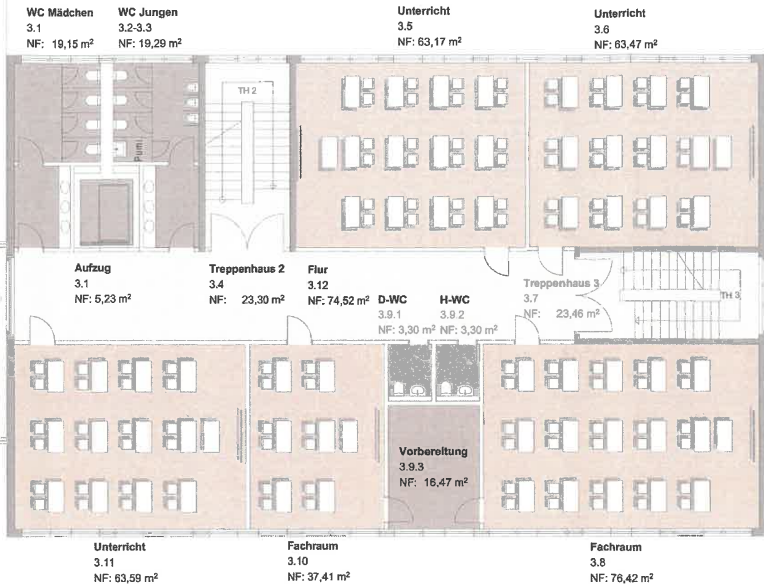 WC Mädchen
3.1
NF: 19,15 m²
WC Jungen
3.2-3.3
NF: 19,29 m²
Unterricht
3.5
NF: 63,17 m²
Unterricht
3.6
NF: 63,47 m²
TH 2
Pumi
Aufzug
3.1
NF: 5,23 m²
Treppenhaus 2
3.4
NF: 23,30 m²
Flur
3.12
NF: 74,52 m²
D-WC
3.9.1
NF: 3,30 m²
H-WC
3.9.2
NF: 3,30 m²
Treppenhaus 3
3.7
NF: 23,46 m²
TH 3
Vorbereitung
3.9.3
NF: 16,47 m²
Unterricht
3.11
NF: 63,59 m²
Fachraum
3.10
NF: 37,41 m²
Fachraum
3.8
NF: 76,42 m²